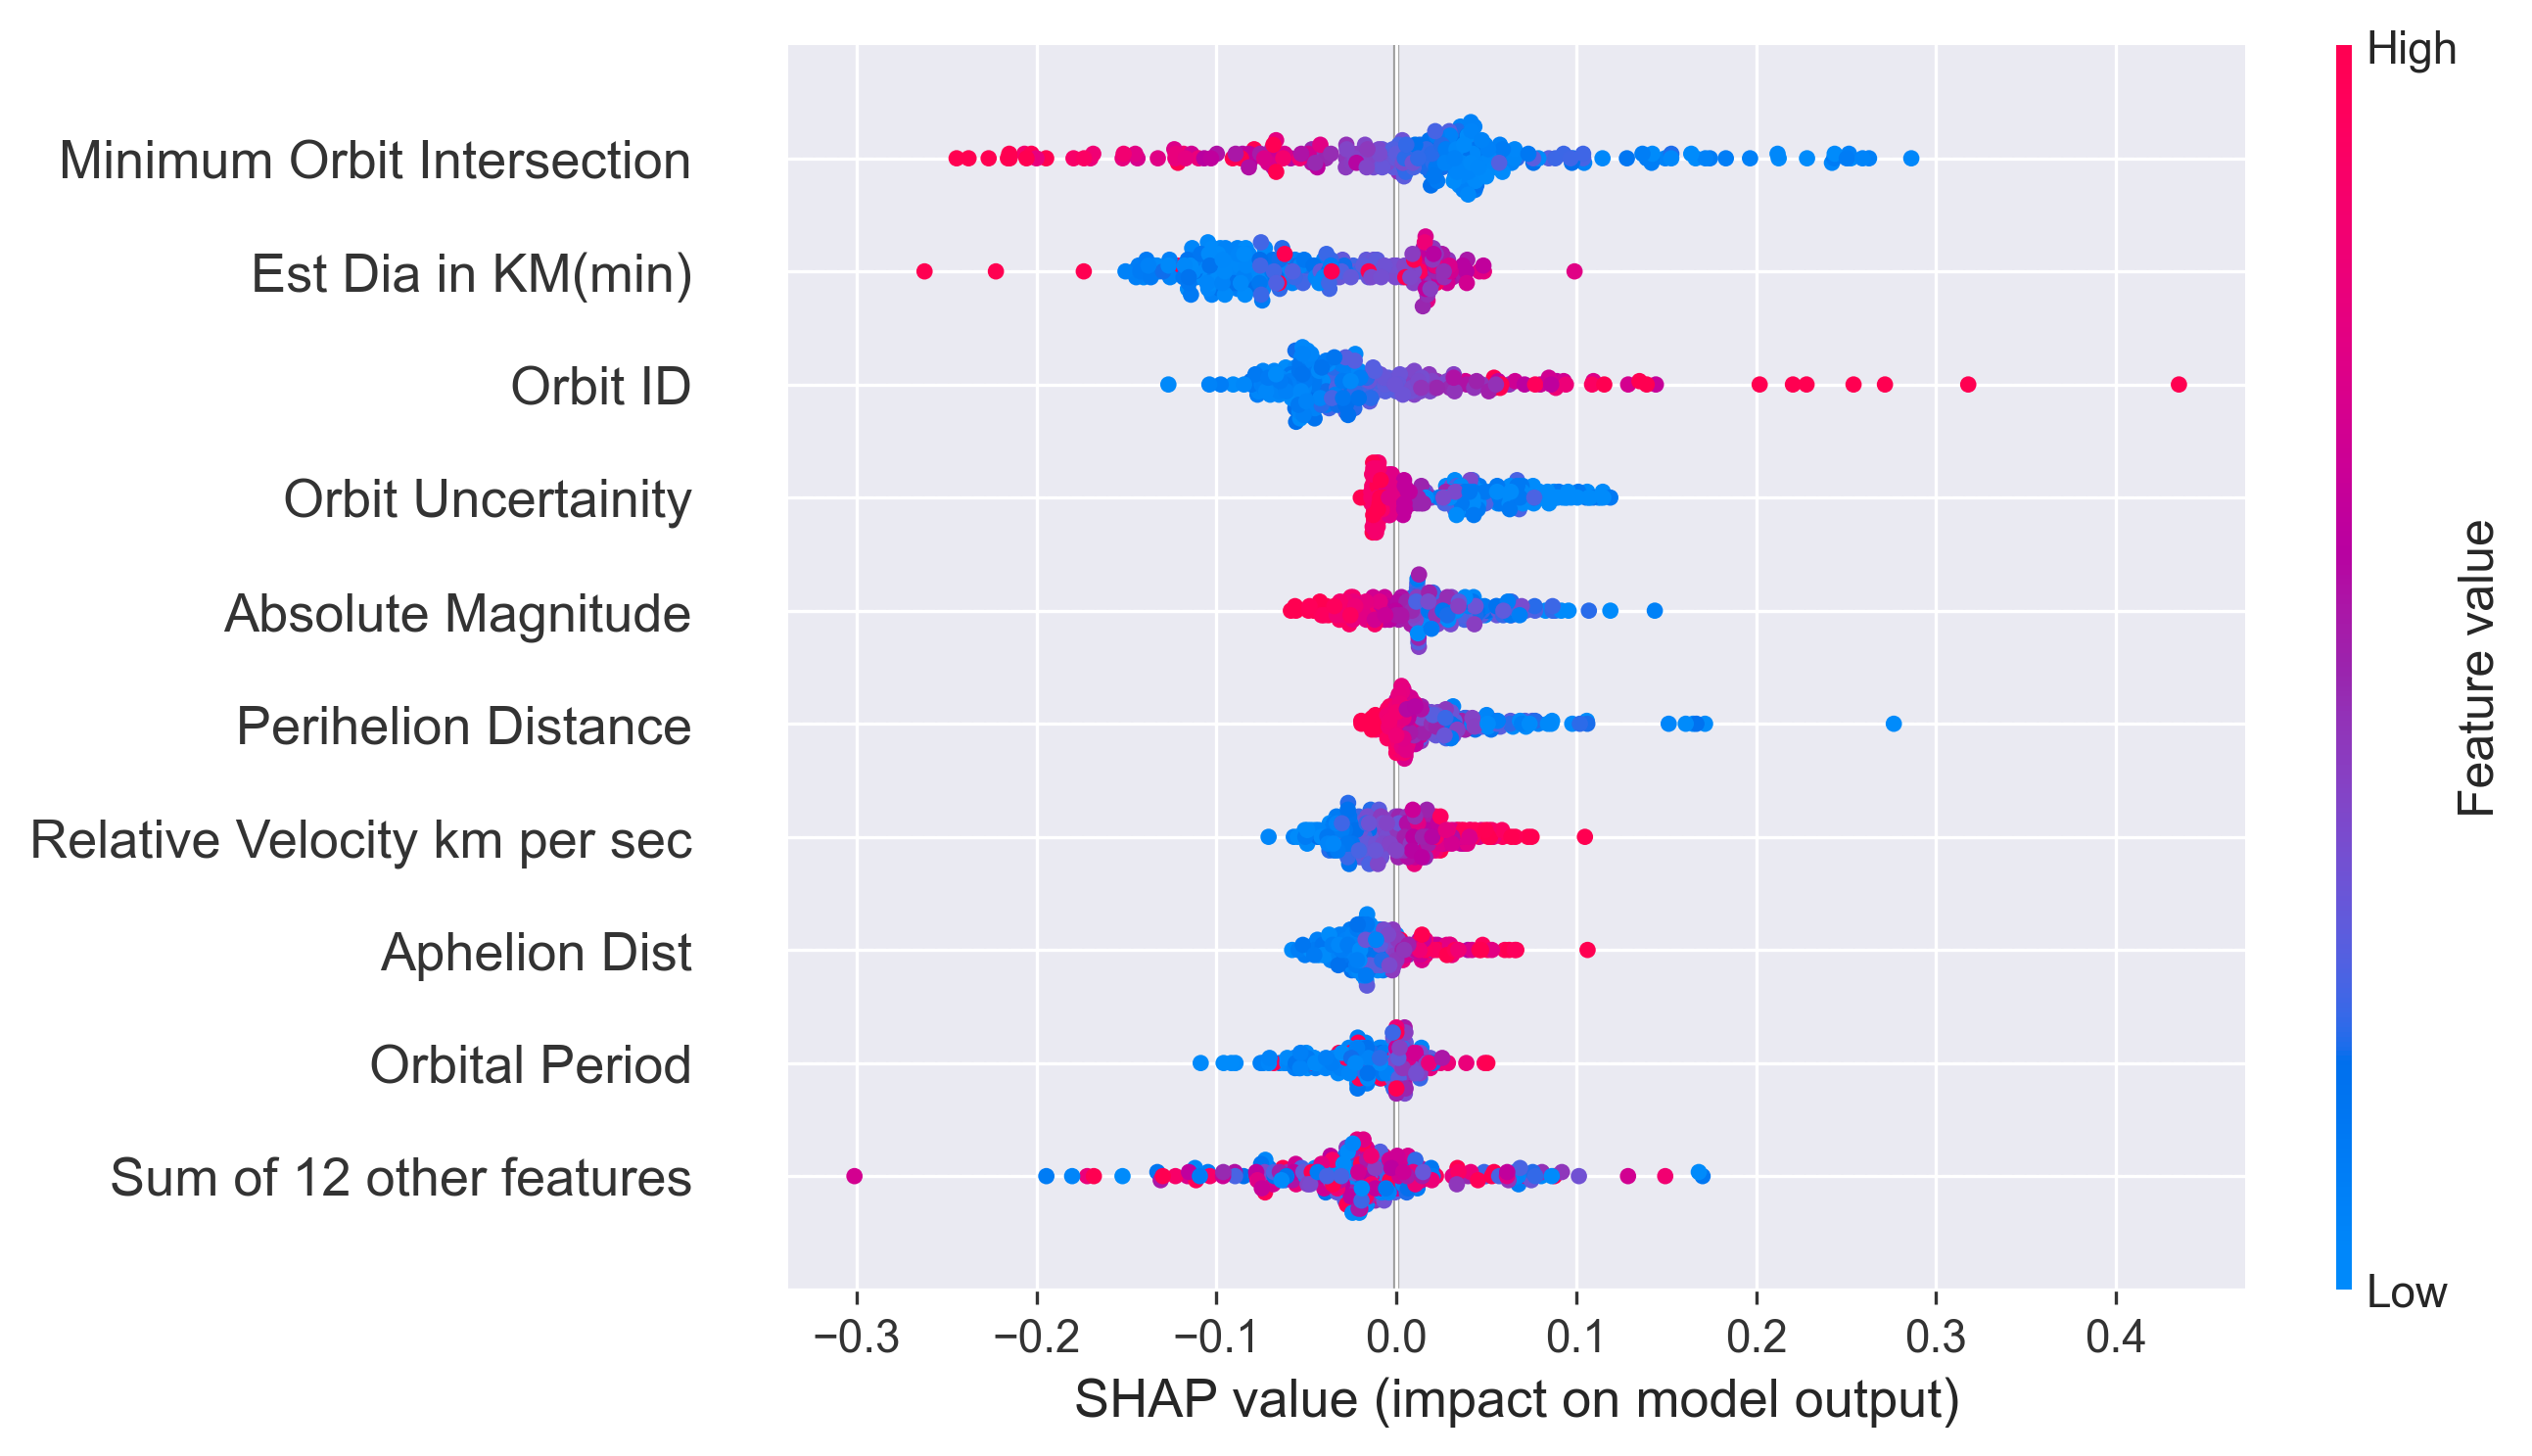 High
Minimum Orbit Intersection
Est Dia in KM(min)
Orbit ID
Orbit Uncertainity
Absolute Magnitude
Perihelion Distance
Relative Velocity km per sec
Aphelion Dist
Orbital Period
Sum of 12 other features
Feature value
Low
−0.3 −0.2 −0.1 0.0 0.1 0.2 0.3 0.4
SHAP value (impact on model output)